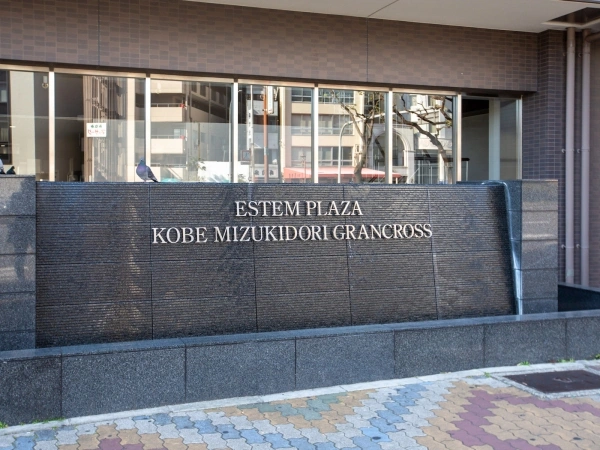 ESTEM PLAZA
KOBE MIZUKIDORI GRANCROSS